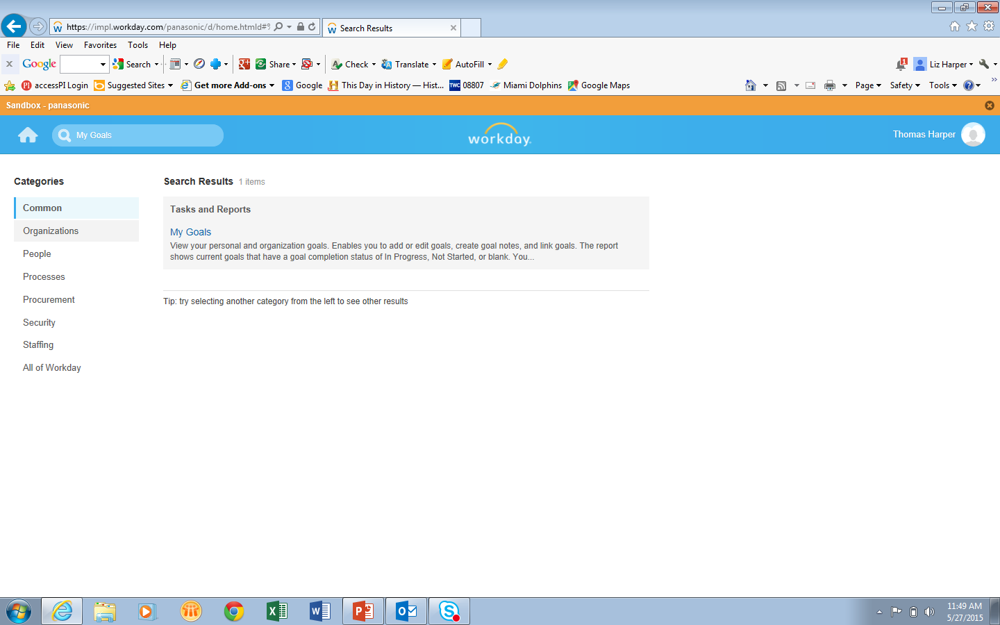 https://impl.workday.com/panasonic/d/home.htmld#
Search Results
File Edit View Favorites Tools Help
Google Search Share Check Translate AutoFill 1 Liz Harper
accessPI Login Suggested Sites Get more Add-ons Google This Day in History — Hist... 08807 Miami Dolphins Google Maps Page Safety Tools
Sandbox - panasonic
My Goals
workday
Thomas Harper
Categories
Common
Organizations
People
Processes
Procurement
Security
Staffing
All of Workday
Search Results 1 items
Tasks and Reports
My Goals
View your personal and organization goals. Enables you to add or edit goals, create goal notes, and link goals. The report
shows current goals that have a goal completion status of In Progress, Not Started, or blank. You...
Tip: try selecting another category from the left to see other results
11:49 AM
5/27/2015